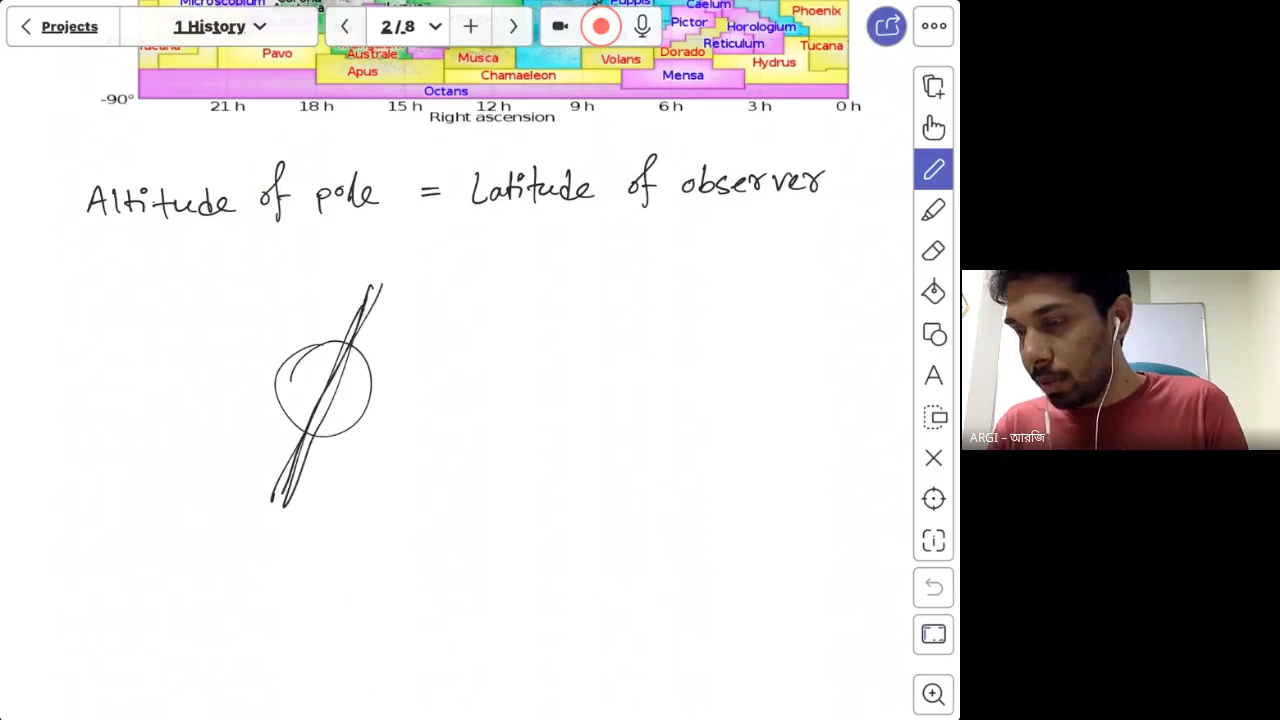 Projects
1 History
2 / 8
Microscopium
Puppis
Caelum
Phoenix
Pictor
Horologium
Reticulum
Tucana
Pavo
Australe
Musca
Volans
Dorado
Hydrus
Apus
Chamaeleon
Mensa
-90°
Octans
21 h 18 h 15 h 12 h 9 h 6 h 3 h 0 h
Right ascension
Altitude of pole = Latitude of observer
A
ARGI – আরজি